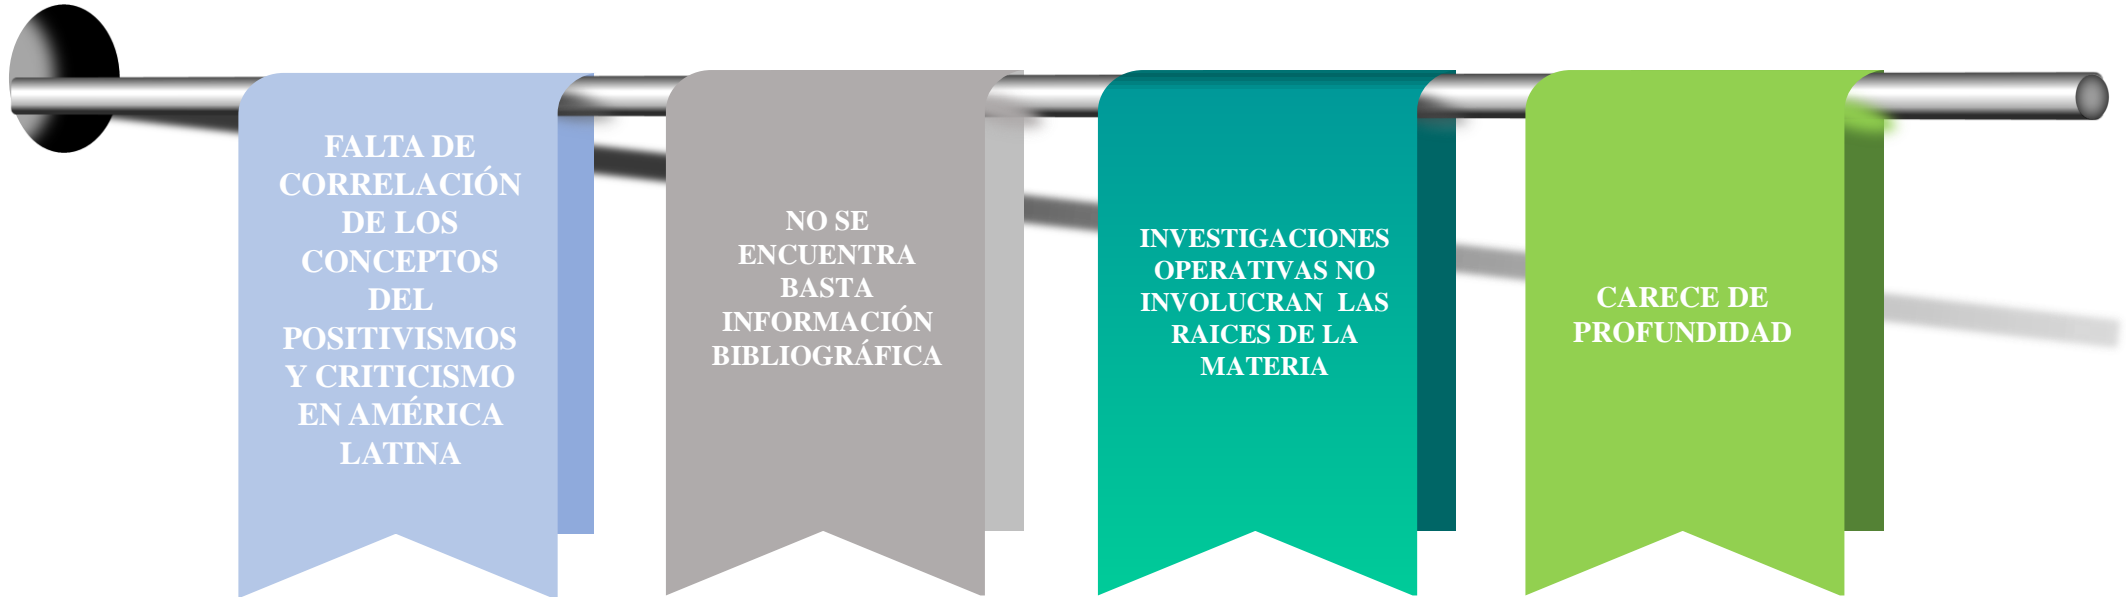 FALTA DE
CORRELACIÓN
DE LOS
CONCEPTOS
DEL
POSITIVISMOS
Y CRITICISMO
EN AMÉRICA
LATINA
NO SE
ENCUENTRA
BASTA
INFORMACIÓN
BIBLIOGRÁFICA
INVESTIGACIONES
OPERATIVAS NO
INVOLUCRAN  LAS
RAICES DE LA
MATERIA
CARECE DE
PROFUNDIDAD